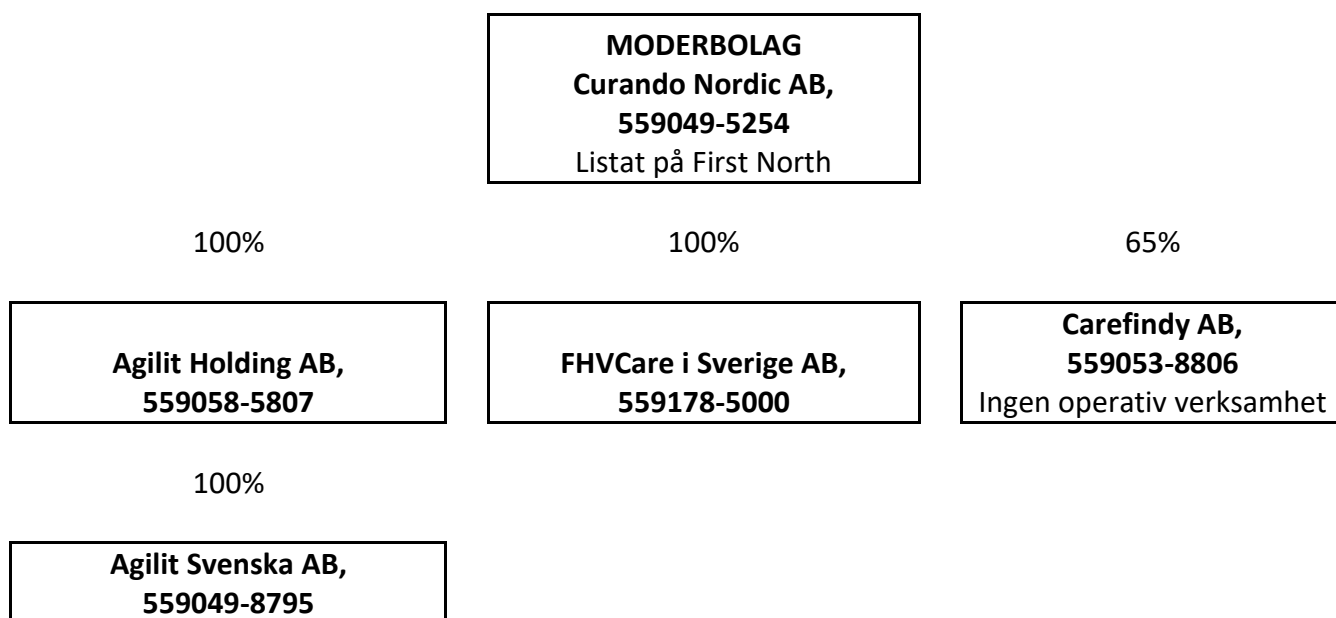 MODERBOLAG
Curando Nordic AB,
559049-5254
Listat på First North
100%
100%
65%
Agilit Holding AB,
559058-5807
FHVCare i Sverige AB,
559178-5000
Carefindy AB,
559053-8806
Ingen operativ verksamhet
100%
Agilit Svenska AB,
559049-8795